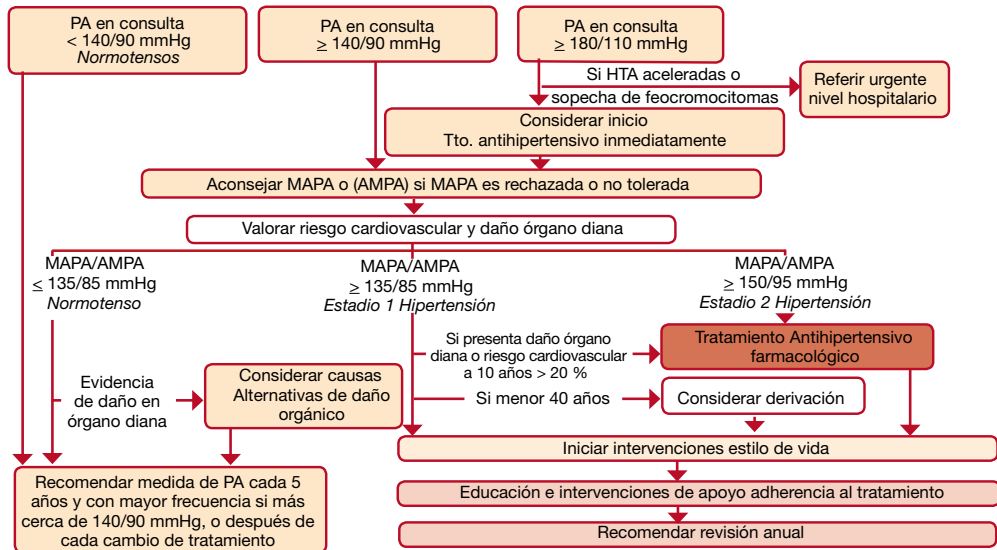 PA en consulta
< 140/90 mmHg
Normotensos
PA en consulta
≥ 140/90 mmHg
PA en consulta
≥ 180/110 mmHg
Si HTA aceleradas o
sopecha de feocromocitomas
Referir urgente
nivel hospitalario
Considerar inicio
Tto. antihipertensivo inmediatamente
Aconsejar MAPA o (AMPA) si MAPA es rechazada o no tolerada
Valorar riesgo cardiovascular y daño órgano diana
MAPA/AMPA
≤ 135/85 mmHg
Normotenso
MAPA/AMPA
≥ 135/85 mmHg
Estadio 1 Hipertensión
MAPA/AMPA
≥ 150/95 mmHg
Estadio 2 Hipertensión
Si presenta daño órgano
diana o riesgo cardiovascular
a 10 años > 20 %
Tratamiento Antihipertensivo
farmacológico
Evidencia
de daño en
órgano diana
Considerar causas
Alternativas de daño
orgánico
Si menor 40 años
Considerar derivación
Iniciar intervenciones estilo de vida
Recomendar medida de PA cada 5
años y con mayor frecuencia si más
cerca de 140/90 mmHg, o después de
cada cambio de tratamiento
Educación e intervenciones de apoyo adherencia al tratamiento
Recomendar revisión anual